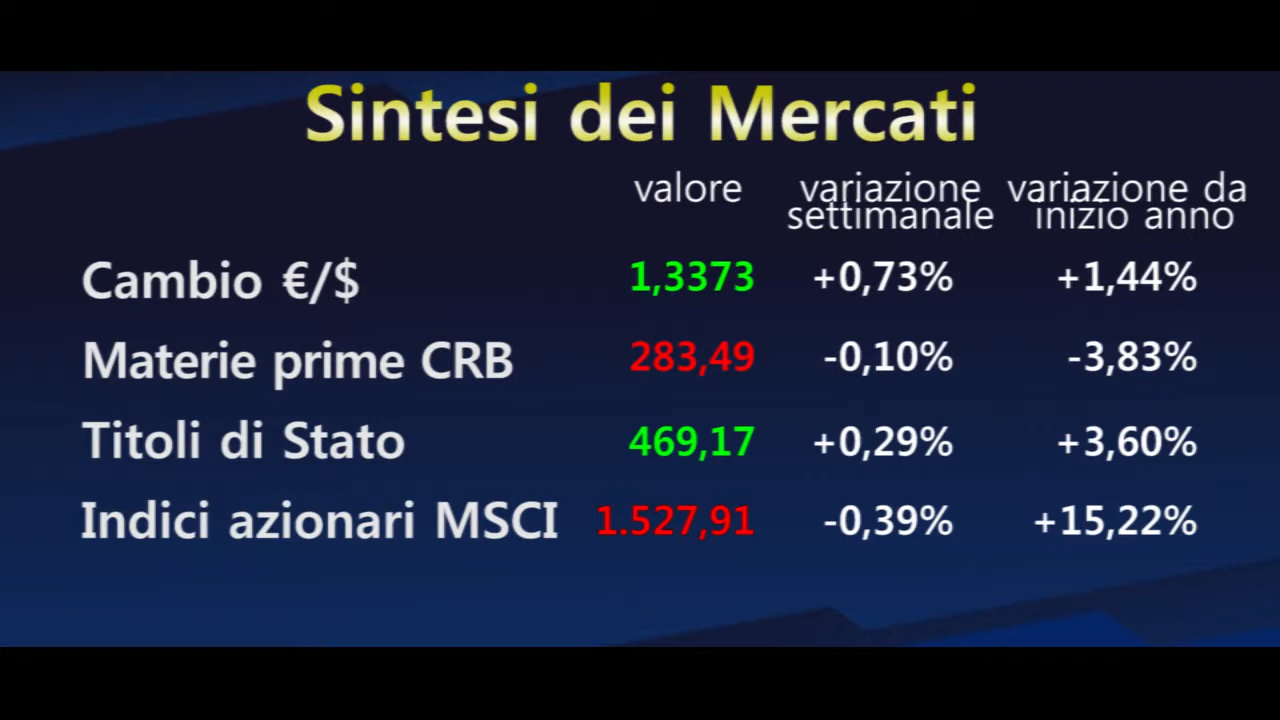 Sintesi dei Mercati
valore variazione settimanale variazione da inizio anno
Cambio €/$ 1,3373 +0,73% +1,44%
Materie prime CRB 283,49 -0,10% -3,83%
Titoli di Stato 469,17 +0,29% +3,60%
Indici azionari MSCI 1.527,91 -0,39% +15,22%